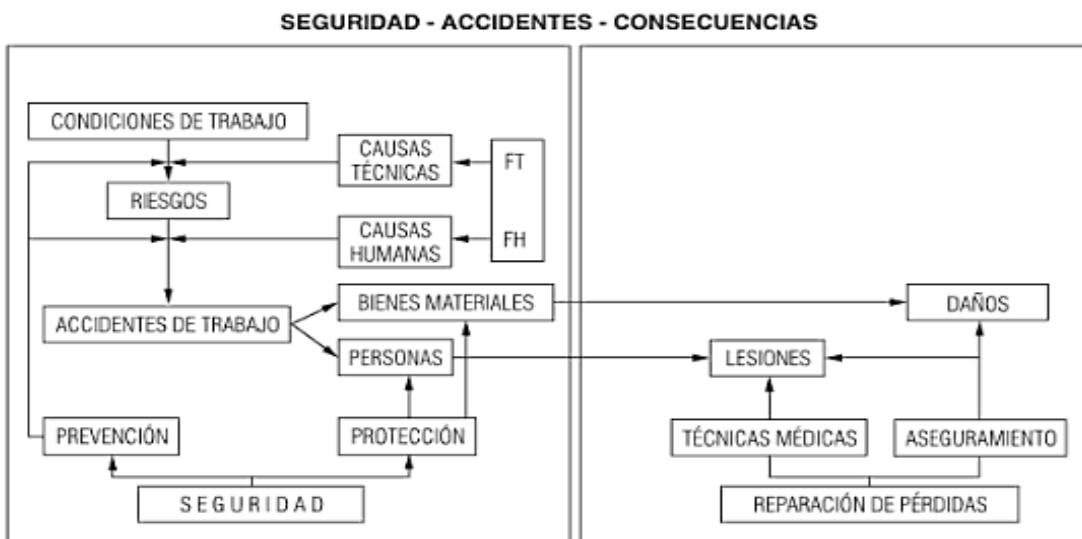 SEGURIDAD - ACCIDENTES - CONSECUENCIAS
CONDICIONES DE TRABAJO
CAUSAS
TÉCNICAS
FT
RIESGOS
CAUSAS
HUMANAS
FH
BIENES MATERIALES
DAÑOS
ACCIDENTES DE TRABAJO
PERSONAS
LESIONES
PREVENCIÓN
PROTECCIÓN
TÉCNICAS MÉDICAS
ASEGURAMIENTO
SEGURIDAD
REPARACIÓN DE PÉRDIDAS